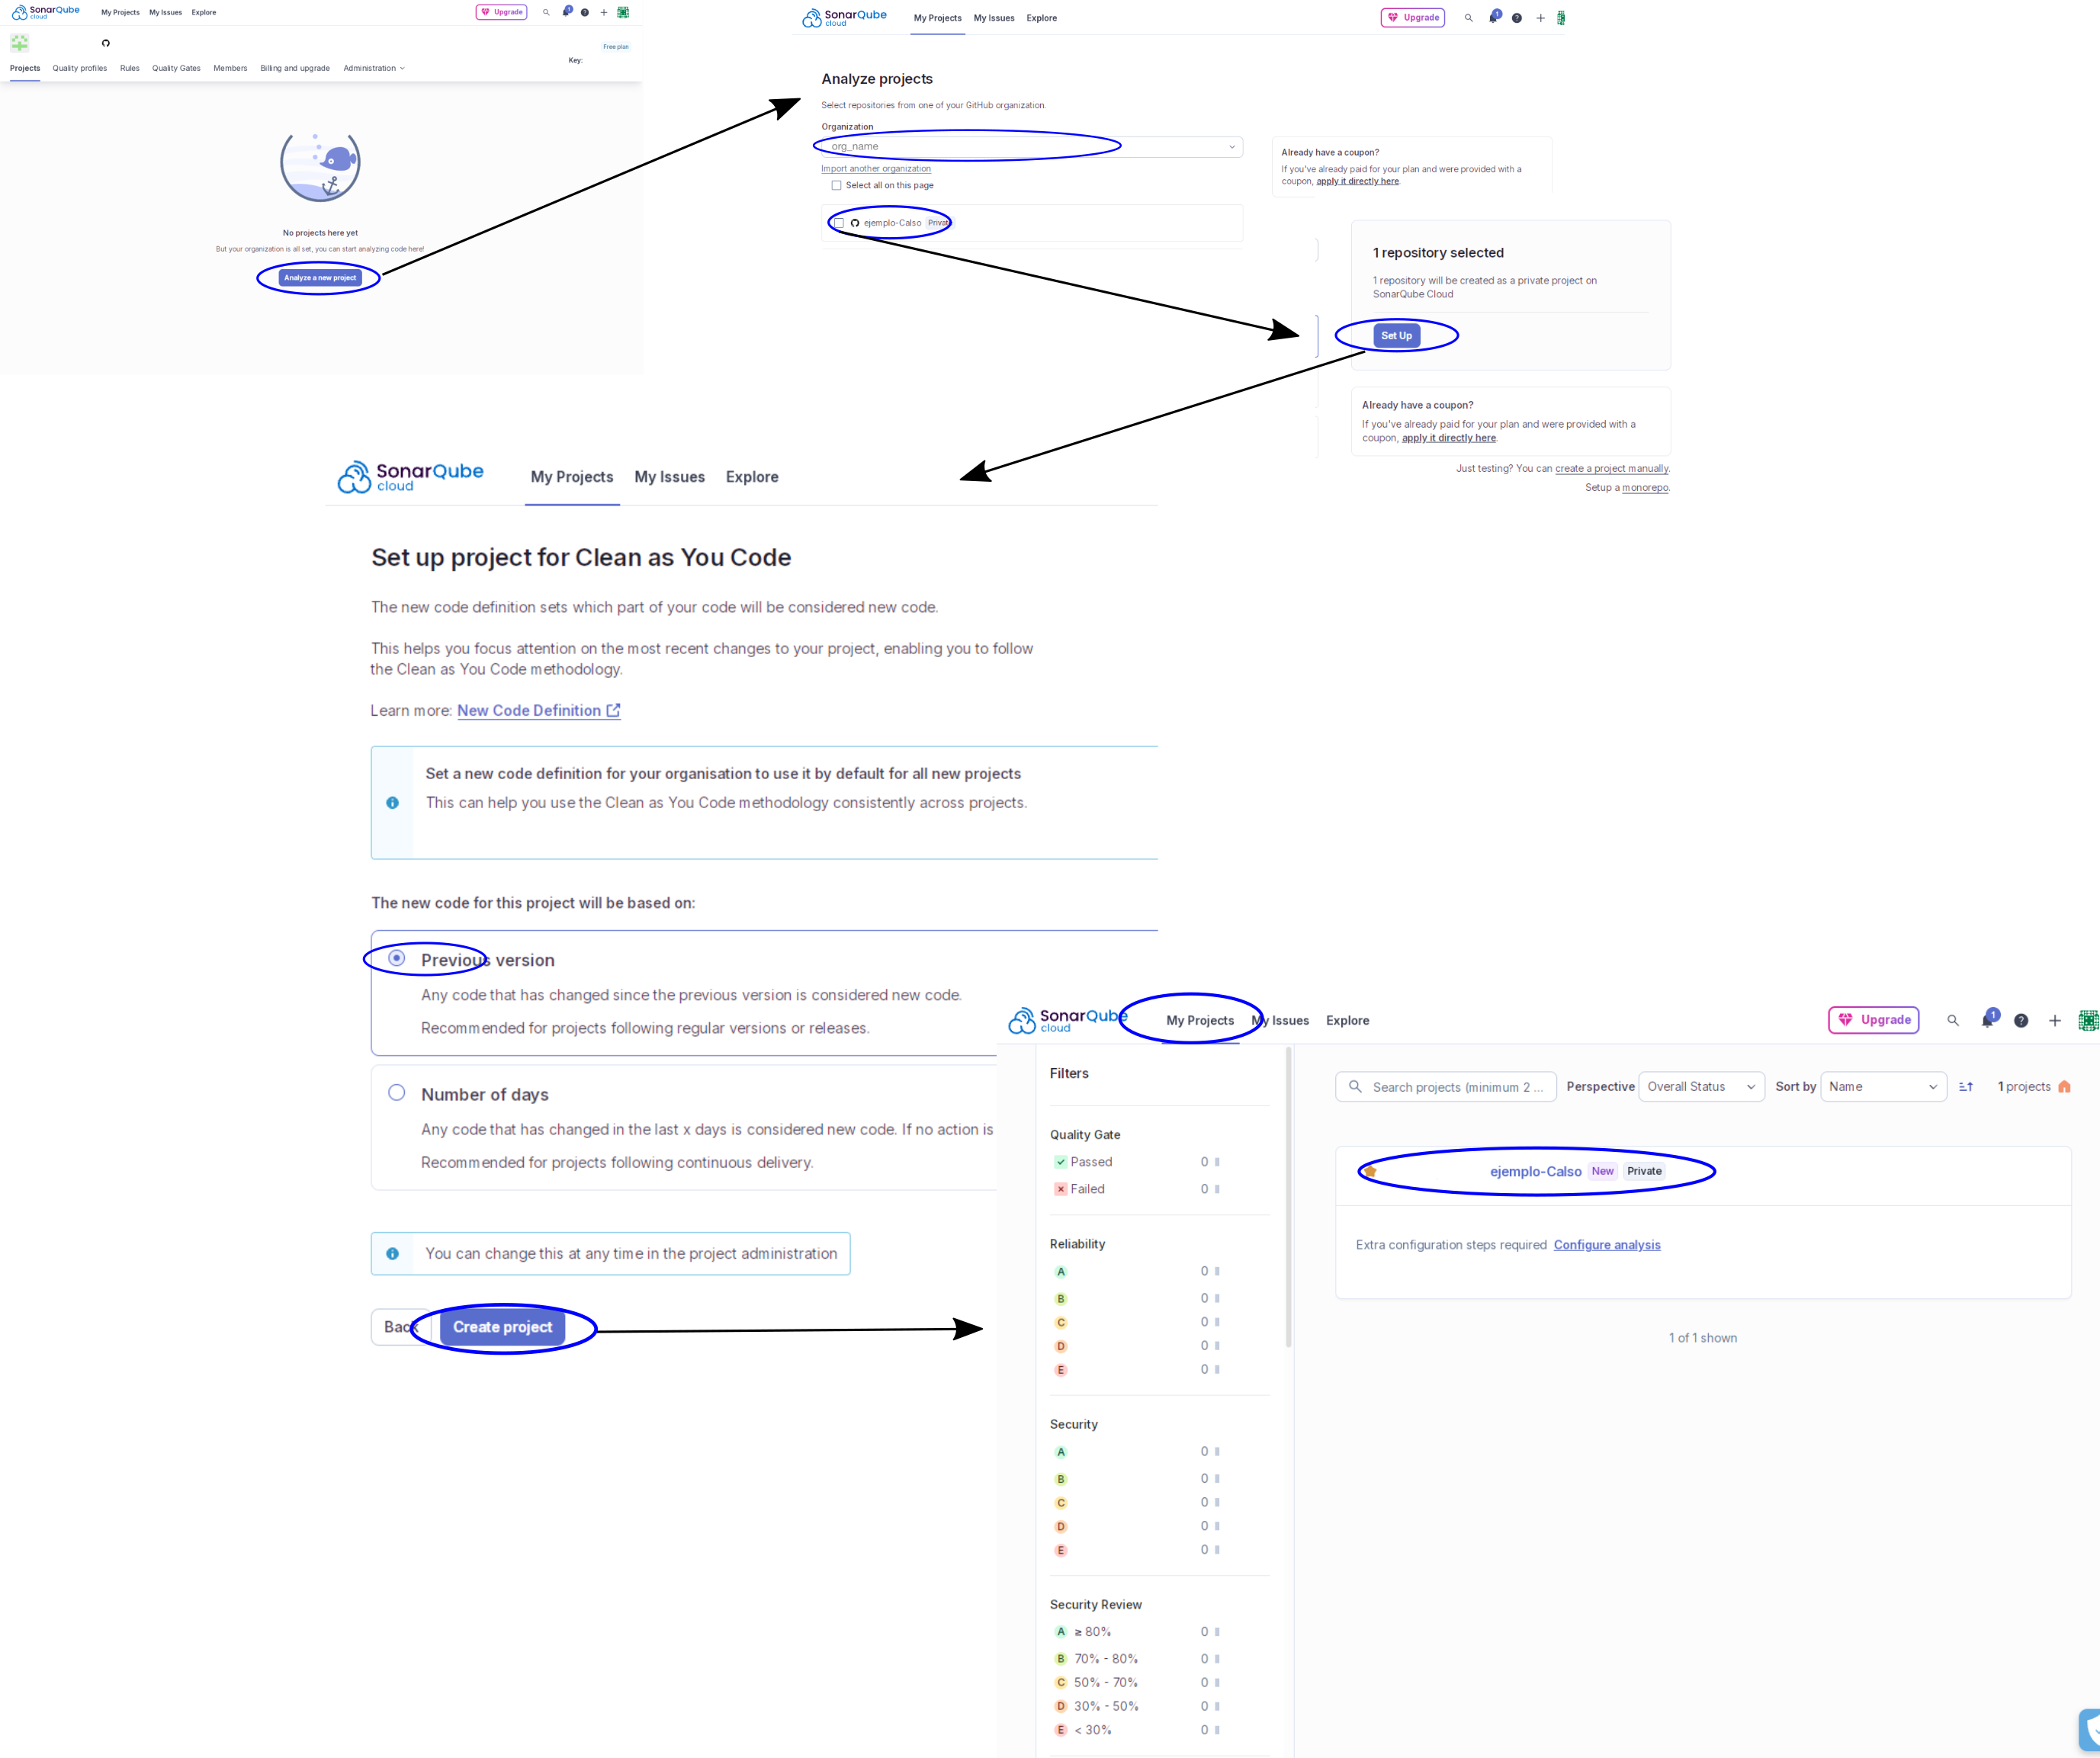 SonarQube cloud My Projects My Issues Explore Upgrade 1 ?
Free plan
Key:
Projects Quality profiles Rules Quality Gates Members Billing and upgrade Administration
No projects here yet
But your organization is all set, you can start analyzing code here!
Analyze a new project
SonarQube cloud My Projects My Issues Explore Upgrade 1 ?
Analyze projects
Select repositories from one of your GitHub organization.
Organization
org_name
Import another organization
Select all on this page
ejemplo-Calso Private
Already have a coupon?
If you've already paid for your plan and were provided with a
coupon, apply it directly here.
1 repository selected
1 repository will be created as a private project on
SonarQube Cloud
Set Up
Already have a coupon?
If you've already paid for your plan and were provided with a
coupon, apply it directly here.
Just testing? You can create a project manually.
Setup a monorepo.
SonarQube cloud My Projects My Issues Explore
Set up project for Clean as You Code
The new code definition sets which part of your code will be considered new code.
This helps you focus attention on the most recent changes to your project, enabling you to follow
the Clean as You Code methodology.
Learn more: New Code Definition
Set a new code definition for your organisation to use it by default for all new projects
This can help you use the Clean as You Code methodology consistently across projects.
The new code for this project will be based on:
Previous version
Any code that has changed since the previous version is considered new code.
Recommended for projects following regular versions or releases.
Number of days
Any code that has changed in the last x days is considered new code. If no action is
Recommended for projects following continuous delivery.
You can change this at any time in the project administration
Back Create project
SonarQube cloud My Projects My Issues Explore Upgrade 1 ?
Filters
Quality Gate
Passed 0
Failed 0
Reliability
A 0
B 0
C 0
D 0
E 0
Security
A 0
B 0
C 0
D 0
E 0
Security Review
A ≥ 80% 0
B 70% - 80% 0
C 50% - 70% 0
D 30% - 50% 0
E < 30% 0
Search projects (minimum 2 ... Perspective Overall Status Sort by Name 1 projects
ejemplo-Calso New Private
Extra configuration steps required Configure analysis
1 of 1 shown